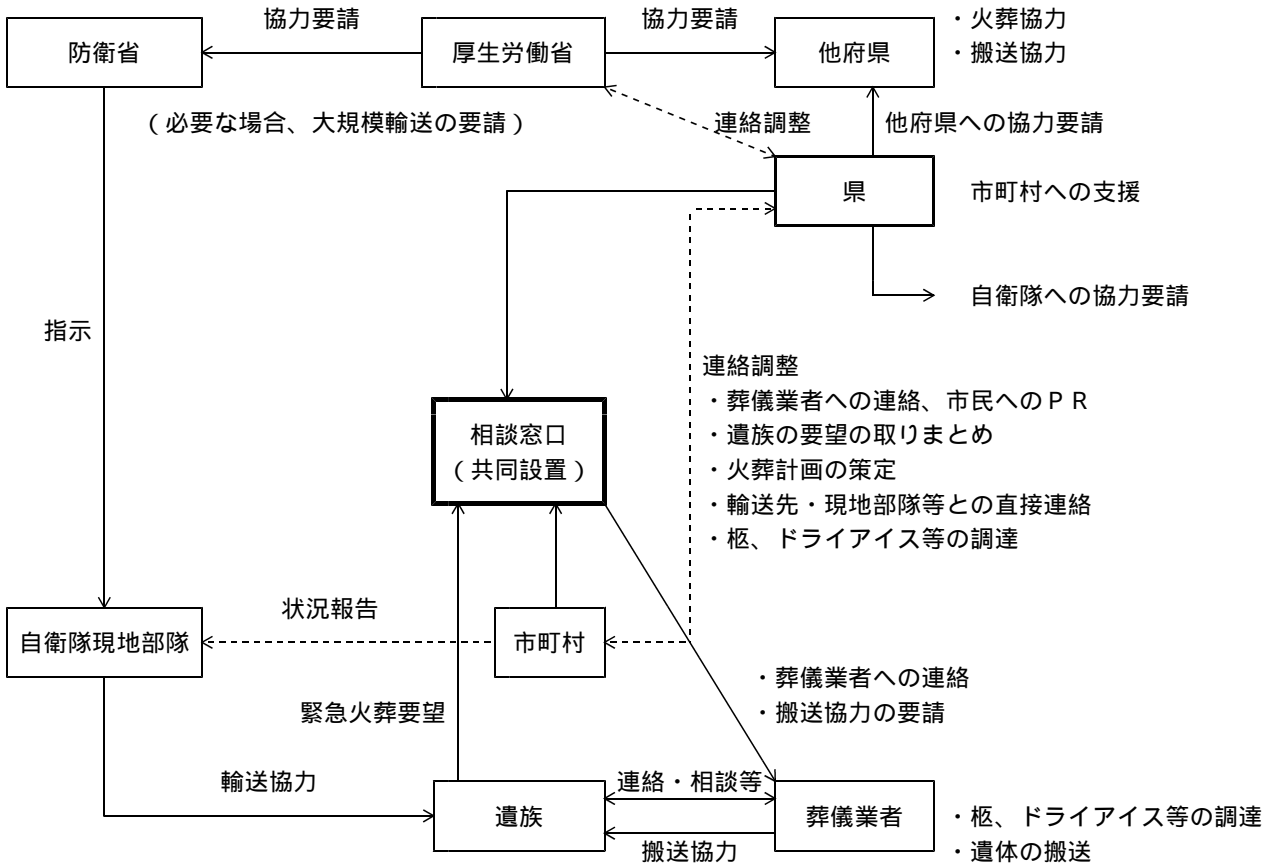 協力要請
協力要請
・火葬協力
防衛省
厚生労働省
他府県
・搬送協力
（必要な場合、大規模輸送の要請）
連絡調整
他府県への協力要請
県
市町村への支援
自衛隊への協力要請
指示
連絡調整
・葬儀業者への連絡、市民へのＰＲ
・遺族の要望の取りまとめ
・火葬計画の策定
・輸送先・現地部隊等との直接連絡
・柩、ドライアイス等の調達
相談窓口
（共同設置）
状況報告
自衛隊現地部隊
市町村
・葬儀業者への連絡
・搬送協力の要請
緊急火葬要望
輸送協力
連絡・相談等
遺族
葬儀業者
・柩、ドライアイス等の調達
搬送協力
・遺体の搬送